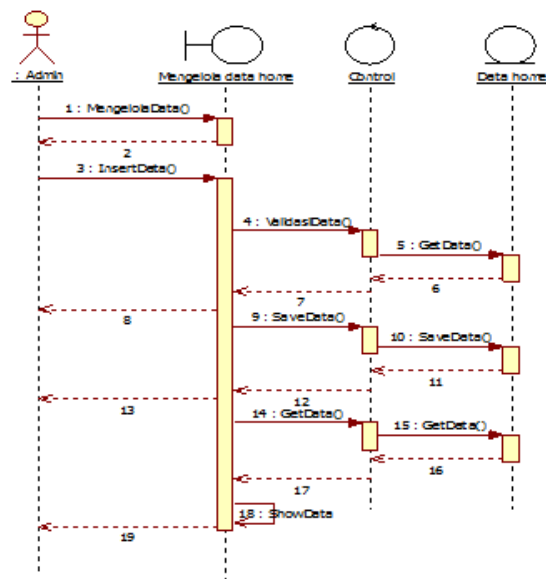 : Admin
Mengelola data home
Control
Data home
1 : MengelolaData()
2
3 : InsertData()
4 : ValidasiData()
5 : GetData()
6
7
8
9 : SaveData()
10 : SaveData()
11
12
13
14 : GetData()
15 : GetData()
16
17
18 : ShowData
19